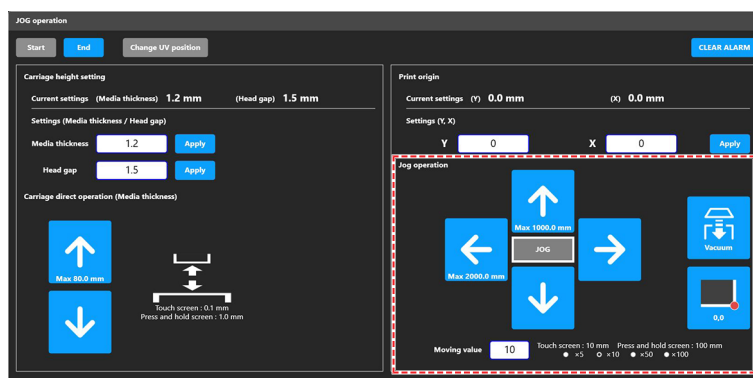 JOG operation
Start End Change UV position CLEAR ALARM
Carriage height setting
Current settings (Media thickness) 1.2 mm (Head gap) 1.5 mm
Settings (Media thickness / Head gap)
Media thickness 1.2 Apply
Head gap 1.5 Apply
Carriage direct operation (Media thickness)
Max 80.0 mm
Touch screen : 0.1 mm
Press and hold screen : 1.0 mm
Print origin
Current settings (Y) 0.0 mm (X) 0.0 mm
Settings (Y, X)
Y 0 X 0 Apply
Jog operation
Max 1000.0 mm
JOG
Vacuum
Max 2000.0 mm
0,0
Moving value 10 Touch screen : 10 mm Press and hold screen : 100 mm
×5 ×10 ×50 ×100